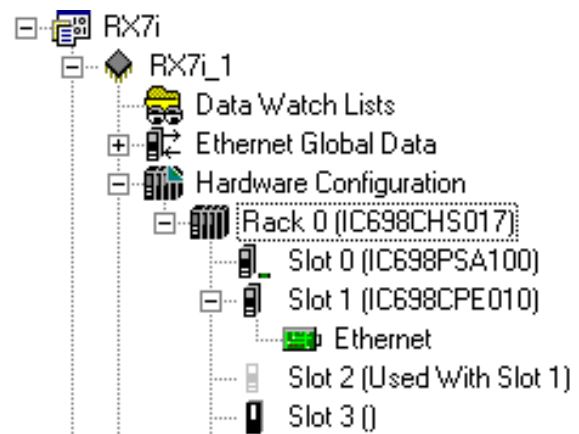 RX7i
RX7i_1
Data Watch Lists
Ethernet Global Data
Hardware Configuration
Rack 0 (IC698CHS017)
Slot 0 (IC698PSA100)
Slot 1 (IC698CPE010)
Ethernet
Slot 2 (Used With Slot 1)
Slot 3 ()